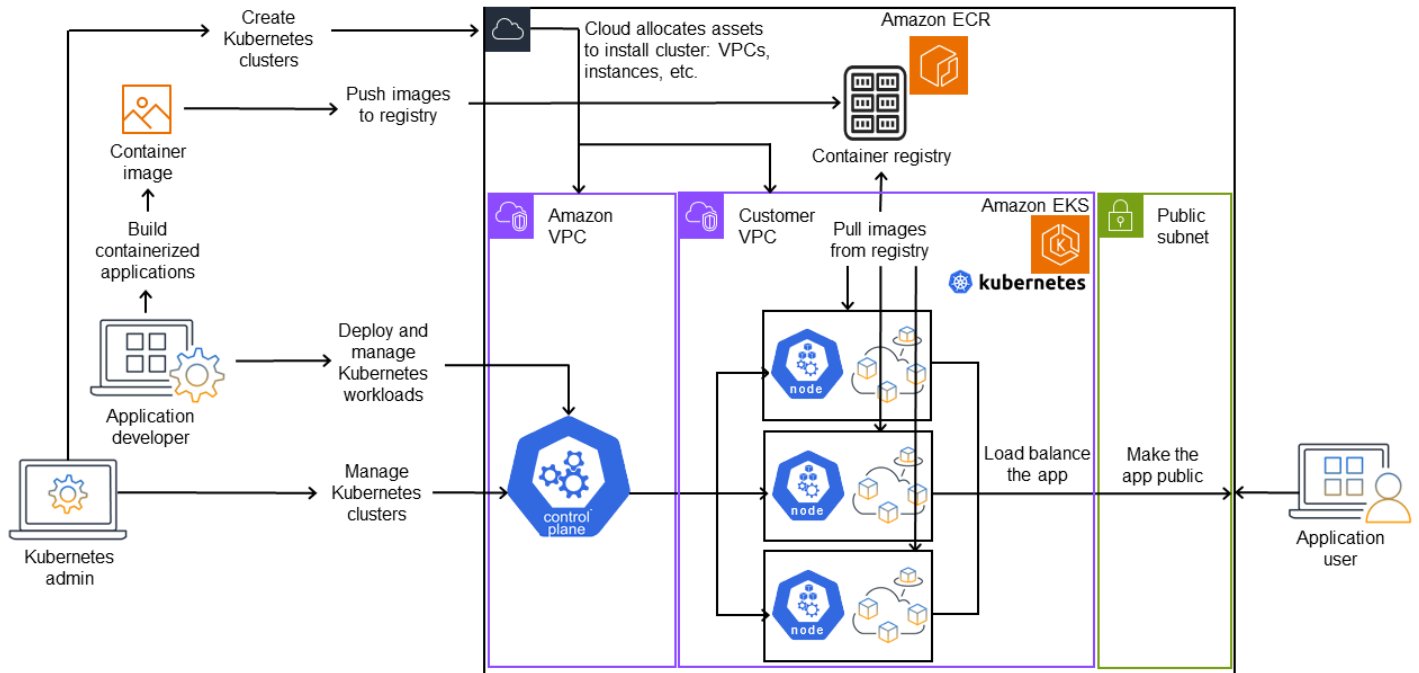 Create
Kubernetes
clusters
Cloud allocates assets
to install cluster: VPCs,
instances, etc.
Amazon ECR
Push images
to registry
Container
image
Container registry
Build
containerized
applications
Amazon
VPC
Customer
VPC
Pull images
from registry
Amazon EKS
K
kubernetes
Public
subnet
Deploy and
manage
Kubernetes
workloads
Application
developer
node
Manage
Kubernetes
clusters
control
plane
node
Load balance
the app
Make the
app public
Kubernetes
admin
Application
user
node